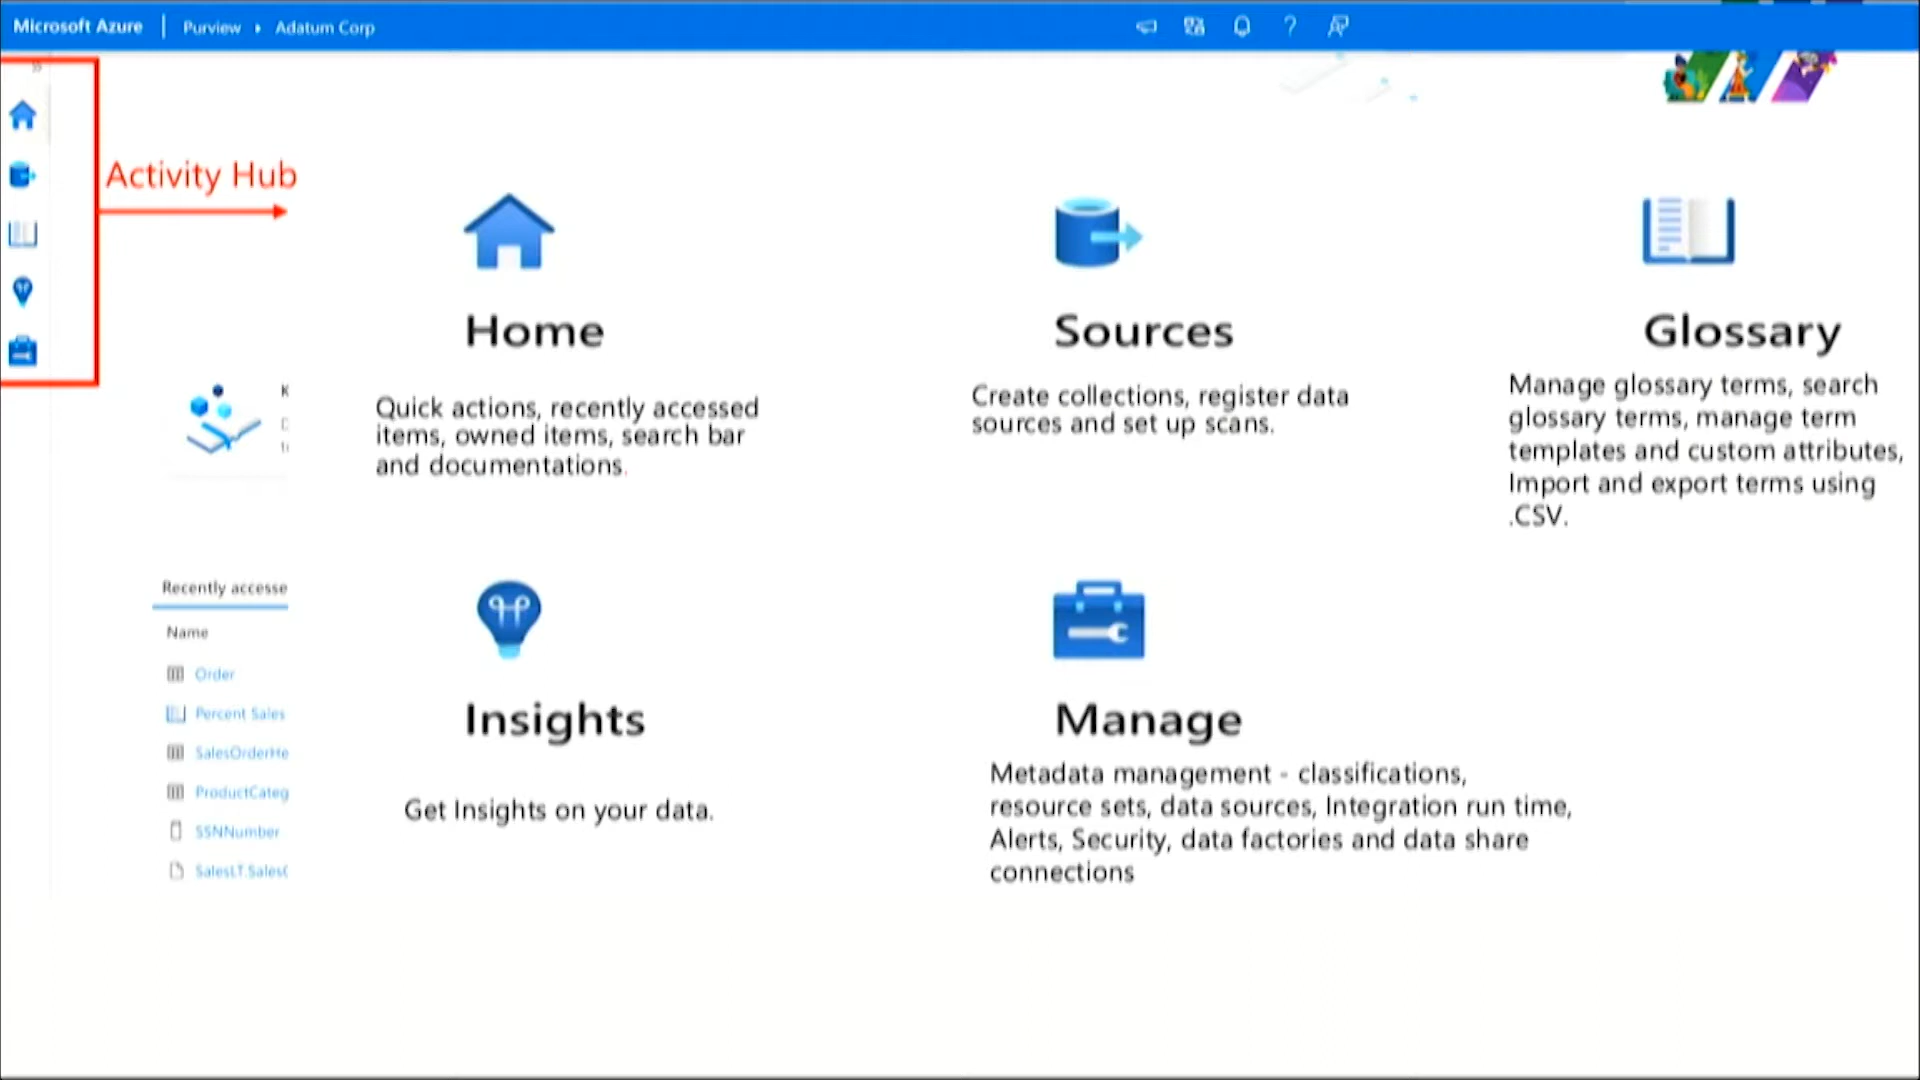 Microsoft Azure | Purview ▸ Adatum Corp
Activity Hub
Home
Quick actions, recently accessed
items, owned items, search bar
and documentations.
Sources
Create collections, register data
sources and set up scans.
Glossary
Manage glossary terms, search
glossary terms, manage term
templates and custom attributes,
Import and export terms using
.CSV.
K
Recently accesse
Name
Order
Percent Sales
SalesOrderHe
ProductCateg
SSNNumber
SalesLT.Sales
Insights
Get Insights on your data.
Manage
Metadata management - classifications,
resource sets, data sources, Integration run time,
Alerts, Security, data factories and data share
connections